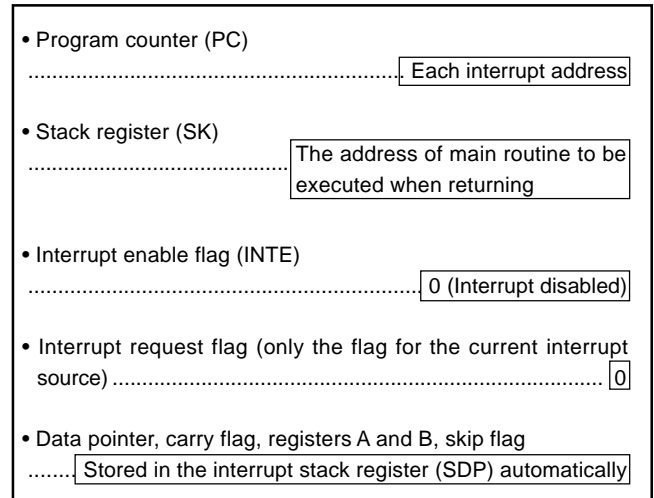 • Program counter (PC)
............................................................... Each interrupt address
• Stack register (SK)
............................................ The address of main routine to be
executed when returning
• Interrupt enable flag (INTE)
.................................................................. 0 (Interrupt disabled)
• Interrupt request flag (only the flag for the current interrupt
source) ................................................................................... 0
• Data pointer, carry flag, registers A and B, skip flag
........ Stored in the interrupt stack register (SDP) automatically